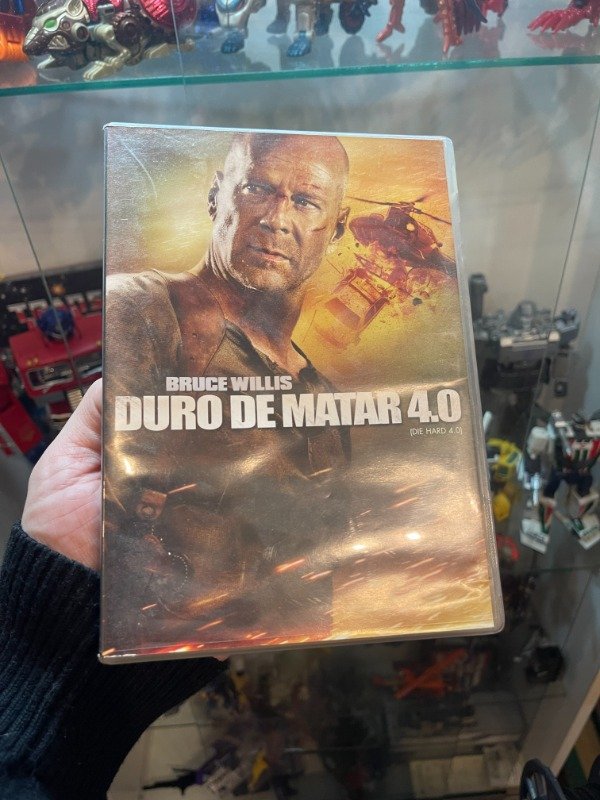 BRUCE WILLIS
DURO DE MATAR 4.0
(DIE HARD 4.0)